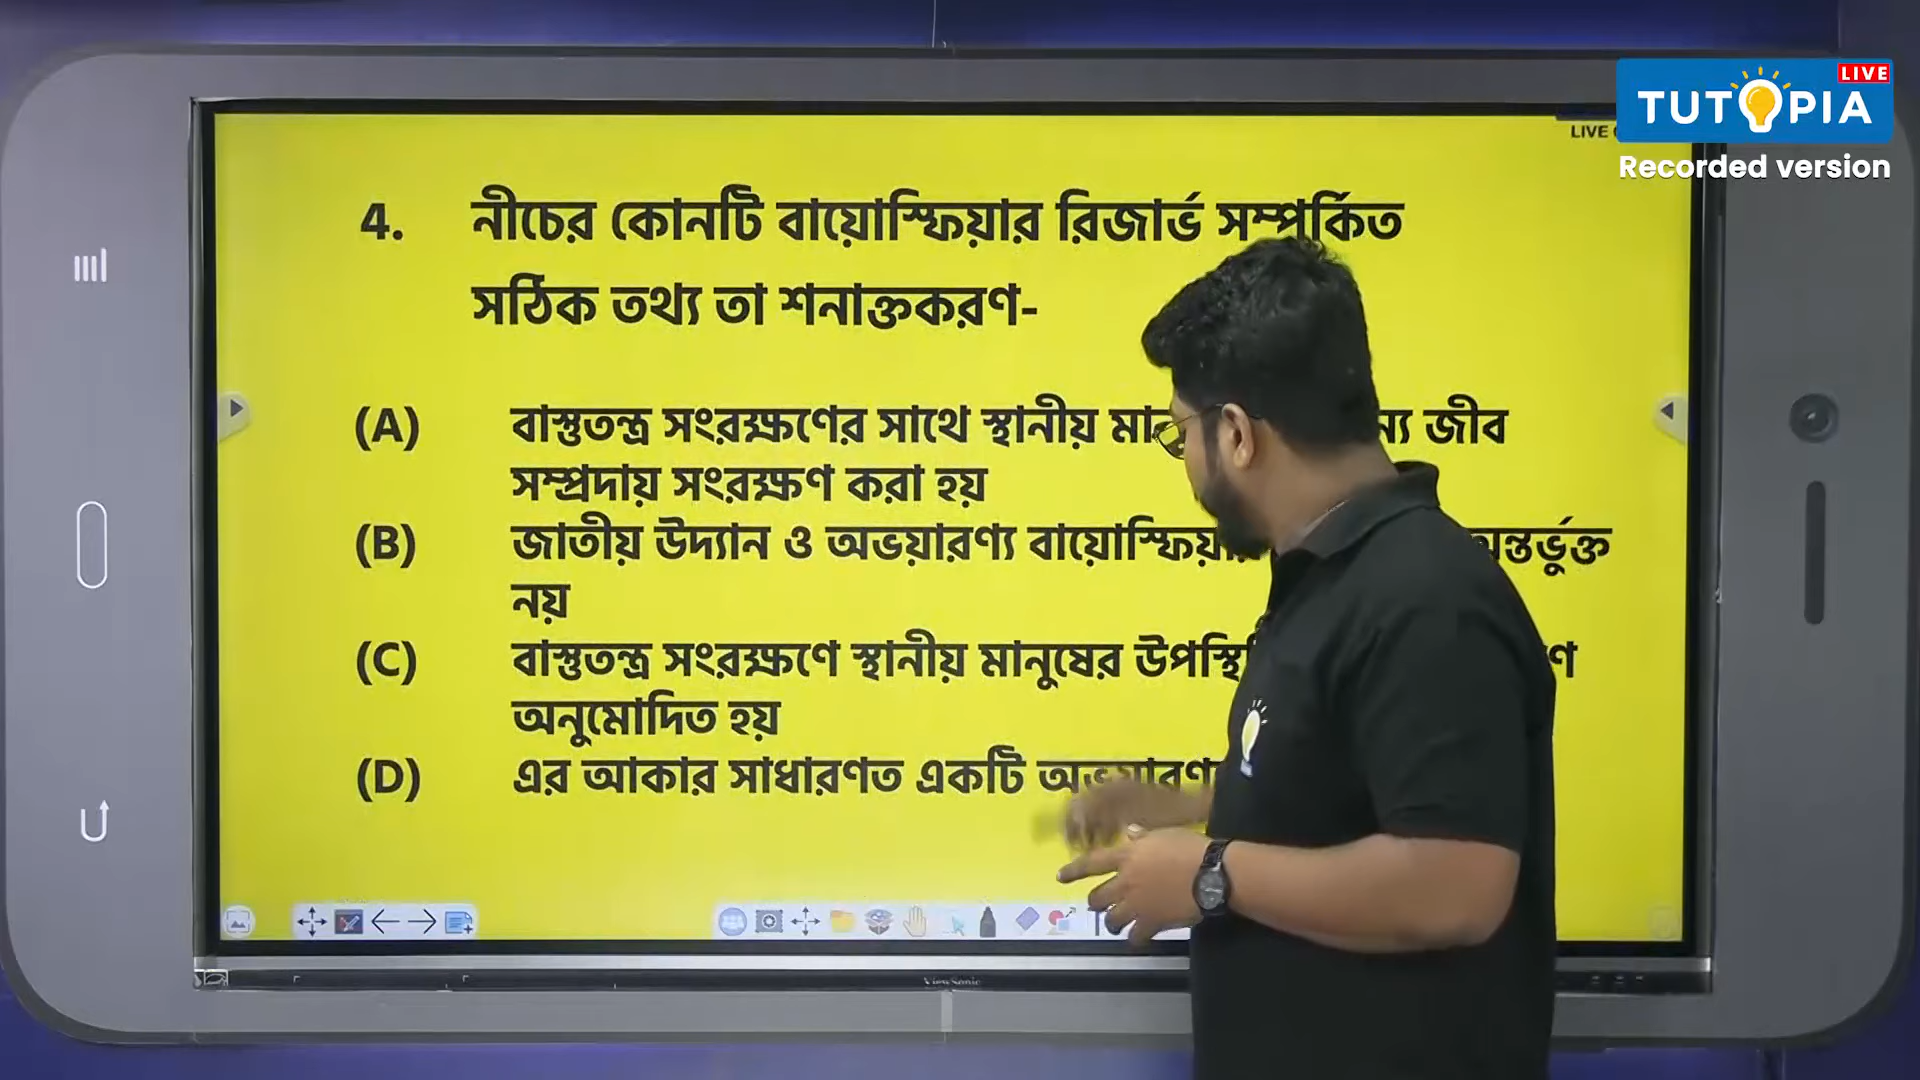 LIVE
TUTOPIA
LIVE
Recorded version
4. নীচের কোনটি বায়োস্ফিয়ার রিজার্ভ সম্পর্কিত
সঠিক তথ্য তা শনাক্তকরণ-
(A) বাস্তুতন্ত্র সংরক্ষণের সাথে স্থানীয় জীব
সম্প্রদায় সংরক্ষণ করা হয়
(B) জাতীয় উদ্যান ও অভয়ারণ্য অন্তর্ভুক্ত
নয়
(C) বাস্তুতন্ত্র সংরক্ষণে স্থানীয় মানুষের
অনুমোদিত হয়
(D) এর আকার সাধারণত একটি
ViewSonic